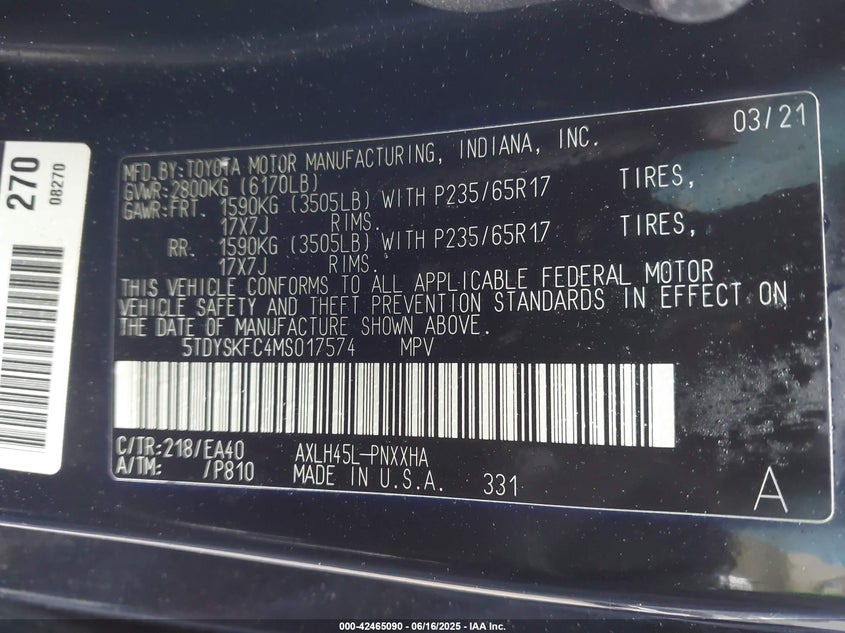 270
08270
03/21
MFD.BY:TOYOTA MOTOR MANUFACTURING, INDIANA, INC.
GVWR:2800KG (6170LB)
GAWR:FRT. 1590KG (3505LB) WITH P235/65R17 TIRES,
17X7J RIMS.
RR. 1590KG (3505LB) WITH P235/65R17 TIRES,
17X7J RIMS.
THIS VEHICLE CONFORMS TO ALL APPLICABLE FEDERAL MOTOR
VEHICLE SAFETY AND THEFT PREVENTION STANDARDS IN EFFECT ON
THE DATE OF MANUFACTURE SHOWN ABOVE.
5TDYSKFC4MS017574 MPV
C/TR:218/EA40 AXLH45L-PNXXHA
A/TM: /P810 MADE IN U.S.A. 331
A
000-42465090 - 06/16/2025 - IAA Inc.